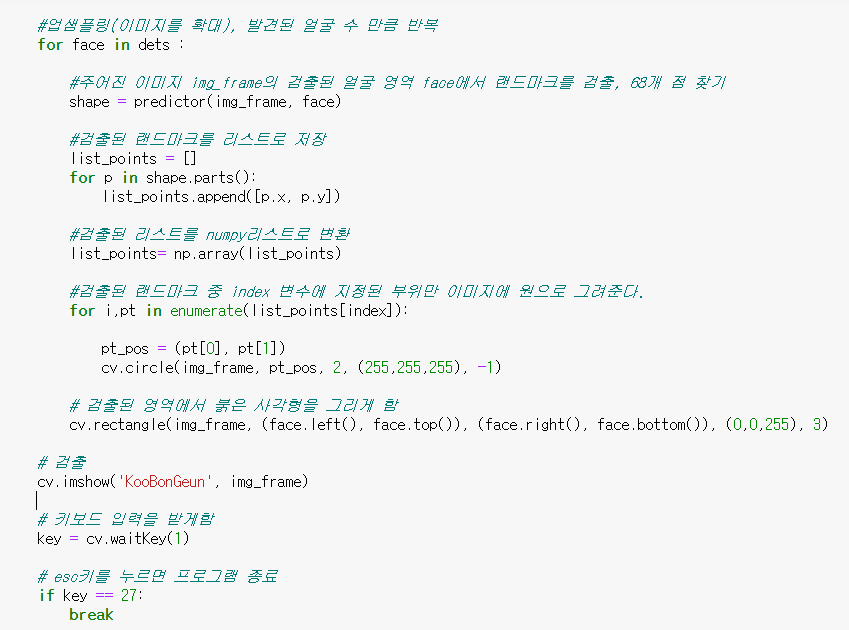 #업샘플링(이미지를 확대), 발견된 얼굴 수 만큼 반복
for face in dets :
#주어진 이미지 img_frame의 검출된 얼굴 영역 face에서 랜드마크를 검출, 68개 점 찾기
shape = predictor(img_frame, face)
#검출된 랜드마크를 리스트로 저장
list_points = []
for p in shape.parts():
list_points.append([p.x, p.y])
#검출된 리스트를 numpy리스트로 변환
list_points= np.array(list_points)
#검출된 랜드마크 중 index 변수에 지정된 부위만 이미지에 원으로 그려준다.
for i,pt in enumerate(list_points[index]):
pt_pos = (pt[0], pt[1])
cv.circle(img_frame, pt_pos, 2, (255,255,255), -1)
# 검출된 영역에서 붉은 사각형을 그리게 함
cv.rectangle(img_frame, (face.left(), face.top()), (face.right(), face.bottom()), (0,0,255), 3)
# 검출
cv.imshow('KooBonGeun', img_frame)
# 키보드 입력을 받게함
key = cv.waitKey(1)
# esc키를 누르면 프로그램 종료
if key == 27:
break